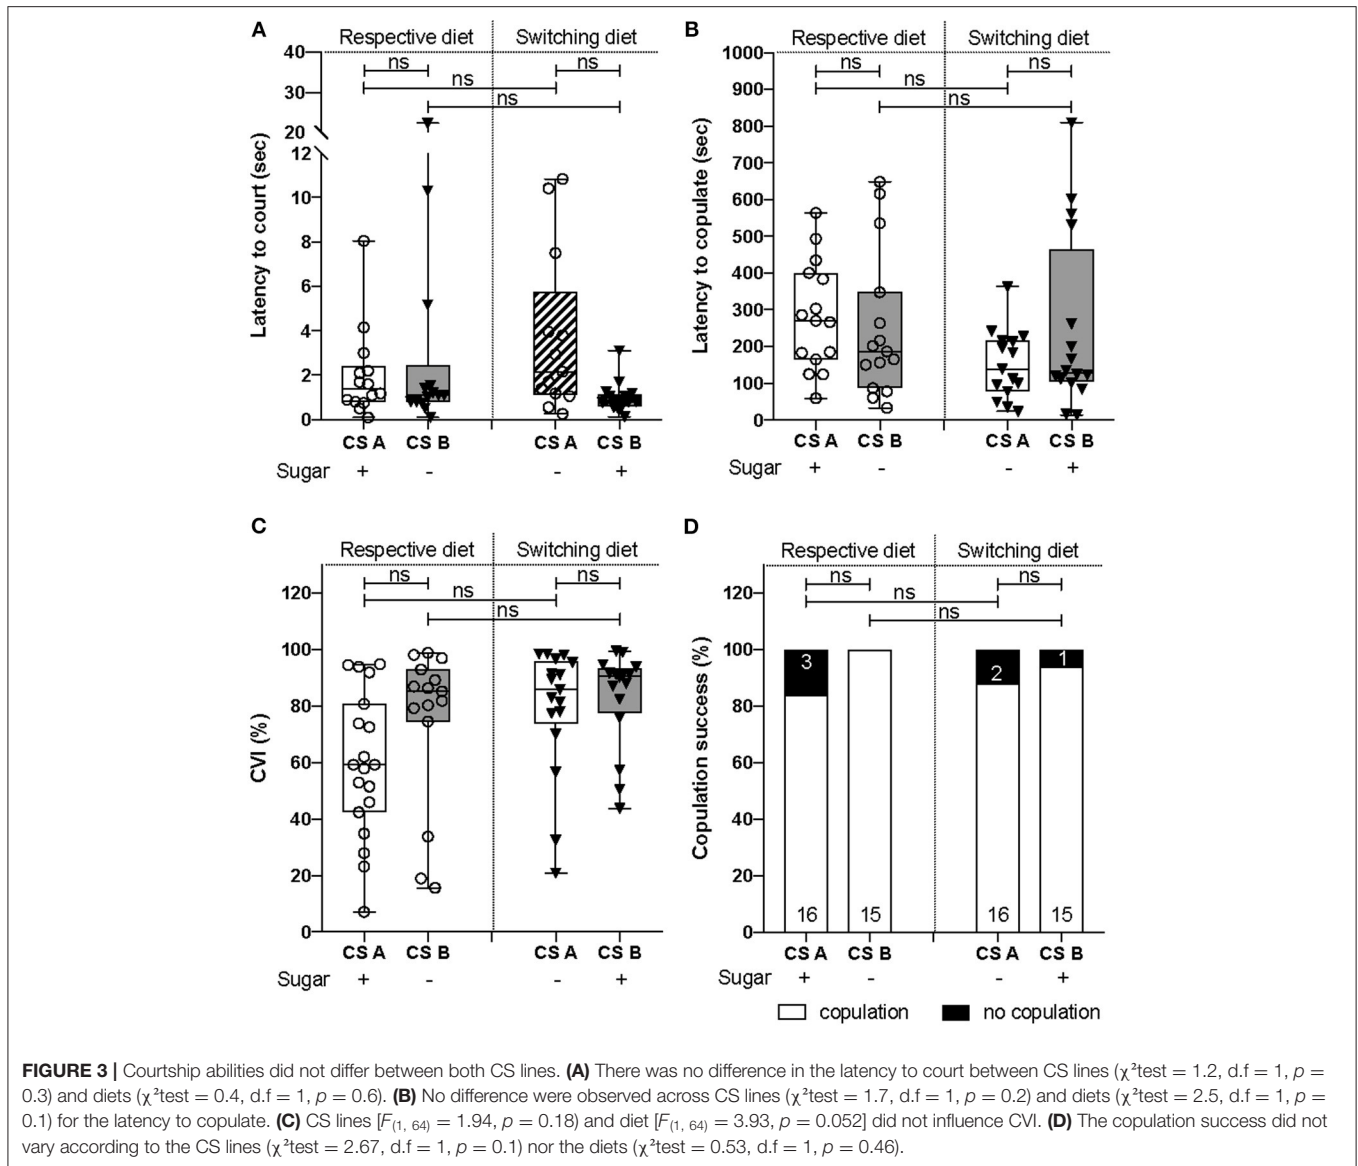 A
Respective diet
Switching diet
ns
ns
ns
ns
Latency to court (sec)
40
30
20
12
10
8
6
4
2
0
CS A
CS B
CS A
CS B
Sugar
+
-
-
+
B
Respective diet
Switching diet
ns
ns
ns
ns
Latency to copulate (sec)
1000
900
800
700
600
500
400
300
200
100
0
CS A
CS B
CS A
CS B
Sugar
+
-
-
+
C
Respective diet
Switching diet
ns
ns
ns
ns
CVI (%)
120
100
80
60
40
20
0
CS A
CS B
CS A
CS B
Sugar
+
-
-
+
D
Respective diet
Switching diet
ns
ns
ns
ns
Copulation success (%)
120
100
80
60
40
20
0
3
2
1
16
15
16
15
CS A
CS B
CS A
CS B
Sugar
+
-
-
+
copulation
no copulation
FIGURE 3 | Courtship abilities did not differ between both CS lines. (A) There was no difference in the latency to court between CS lines (χ²test = 1.2, d.f = 1, p =
0.3) and diets (χ²test = 0.4, d.f = 1, p = 0.6). (B) No difference were observed across CS lines (χ²test = 1.7, d.f = 1, p = 0.2) and diets (χ²test = 2.5, d.f = 1, p =
0.1) for the latency to copulate. (C) CS lines [F(1, 64) = 1.94, p = 0.18) and diet [F(1, 64) = 3.93, p = 0.052] did not influence CVI. (D) The copulation success did not
vary according to the CS lines (χ²test = 2.67, d.f = 1, p = 0.1) nor the diets (χ²test = 0.53, d.f = 1, p = 0.46).